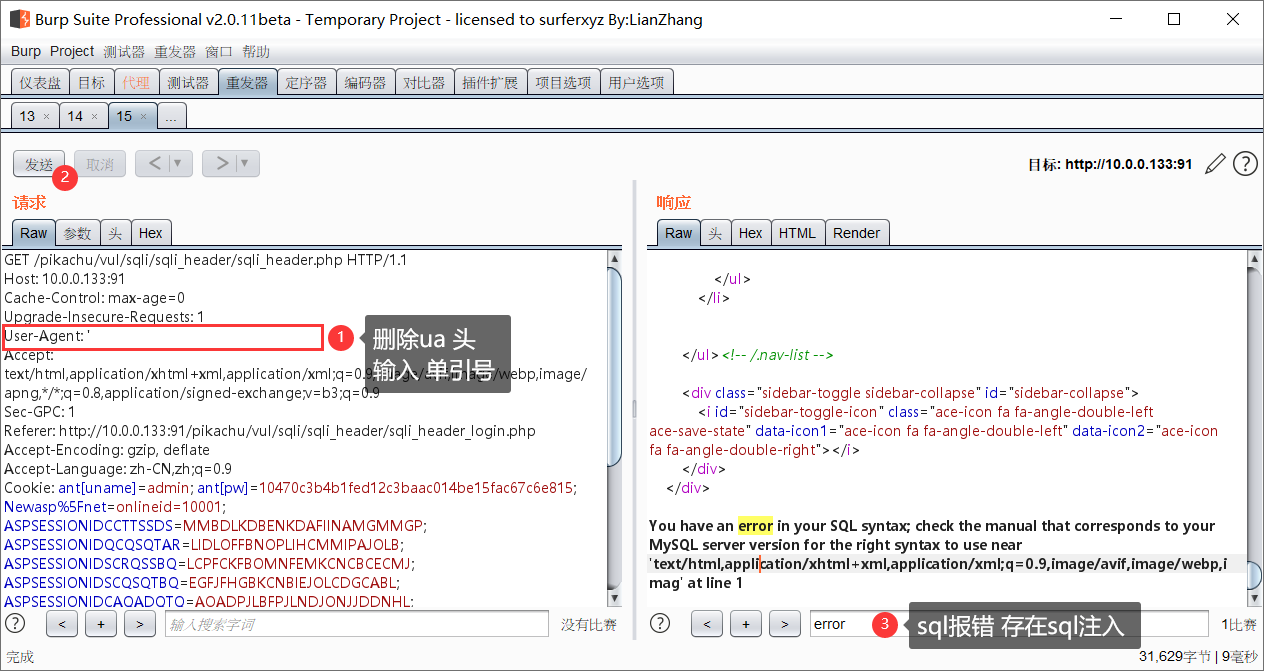 Burp Suite Professional v2.0.11beta - Temporary Project - licensed to surferxyz By:LianZhang
Burp Project 测试器 重发器 窗口 帮助
仪表盘 目标 代理 测试器 重发器 定序器 编码器 对比器 插件扩展 项目选项 用户选项
13 × 14 × 15 × ...
发送 2 取消 < ▼ > ▼ 目标: http://10.0.0.133:91 ?
请求
Raw 参数 头 Hex
GET /pikachu/vul/sqli/sqli_header/sqli_header.php HTTP/1.1
Host: 10.0.0.133:91
Cache-Control: max-age=0
Upgrade-Insecure-Requests: 1
User-Agent: '
1 删除ua 头
输入 单引号
Accept:
text/html,application/xhtml+xml,application/xml;q=0.9,image/avif,image/webp,image/
apng,*/*;q=0.8,application/signed-exchange;v=b3;q=0.9
Sec-GPC: 1
Referer: http://10.0.0.133:91/pikachu/vul/sqli/sqli_header/sqli_header_login.php
Accept-Encoding: gzip, deflate
Accept-Language: zh-CN,zh;q=0.9
Cookie: ant[uname]=admin; ant[pw]=10470c3b4b1fed12c3baac014be15fac67c6e815;
Newasp%5Fnet=onlineid=10001;
ASPSESSIONIDCCTTSSDS=MMBDLKDBENKDAFIINAMGMMGP;
ASPSESSIONIDQCQSQTAR=LIDLOFFBNOPLIHCMMIPAJOLB;
ASPSESSIONIDSCRQSSBQ=LCPFCKFBOMNFEMKCNCBCECMJ;
ASPSESSIONIDSCQSQTBQ=EGFJFHGBKCNBIEJOLCDGCABL;
ASPSESSIONIDCAQADQTQ=AOADPJLBFPJLNDJONJJDDNHL;
? < + > 输入搜索字词 没有比赛
响应
Raw 头 Hex HTML Render
</ul>
</li>
</ul><!-- /.nav-list -->
<div class="sidebar-toggle sidebar-collapse" id="sidebar-collapse">
<i id="sidebar-toggle-icon" class="ace-icon fa fa-angle-double-left
ace-save-state" data-icon1="ace-icon fa fa-angle-double-left" data-icon2="ace-icon
fa fa-angle-double-right"></i>
</div>
</div>
You have an error in your SQL syntax; check the manual that corresponds to your
MySQL server version for the right syntax to use near
'text/html,application/xhtml+xml,application/xml;q=0.9,image/avif,image/webp,i
mag' at line 1
? < + > error 3 sql报错 存在sql注入 1比赛
完成 31,629字节 | 9毫秒